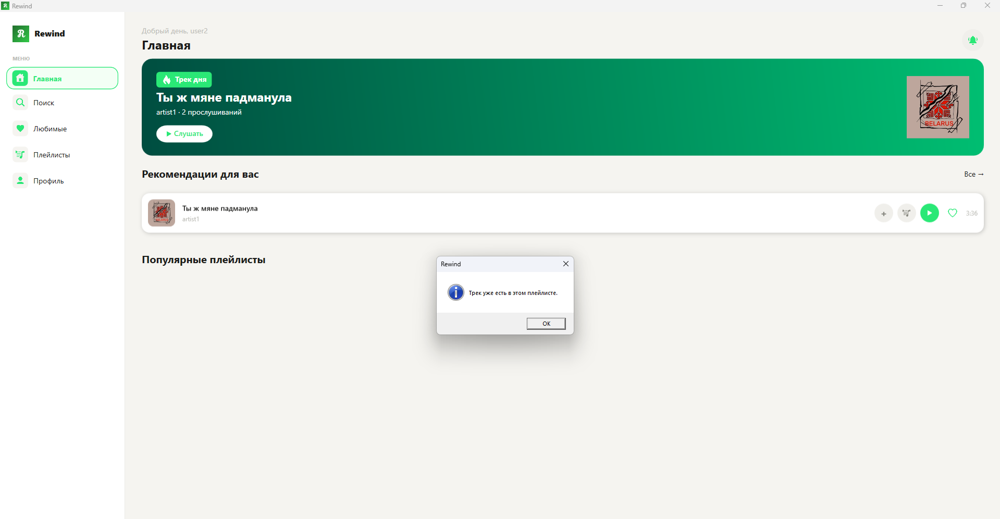 Rewind
Rewind
МЕНЮ
Главная
Поиск
Любимые
Плейлисты
Профиль
Добрый день, user2
Главная
Трек дня
Ты ж мяне падманула
artist1 · 2 прослушиваний
Слушать
BELARUS
Рекомендации для вас
Все →
BELARUS
Ты ж мяне падманула
artist1
3:36
Популярные плейлисты
Rewind
Трек уже есть в этом плейлисте.
OK